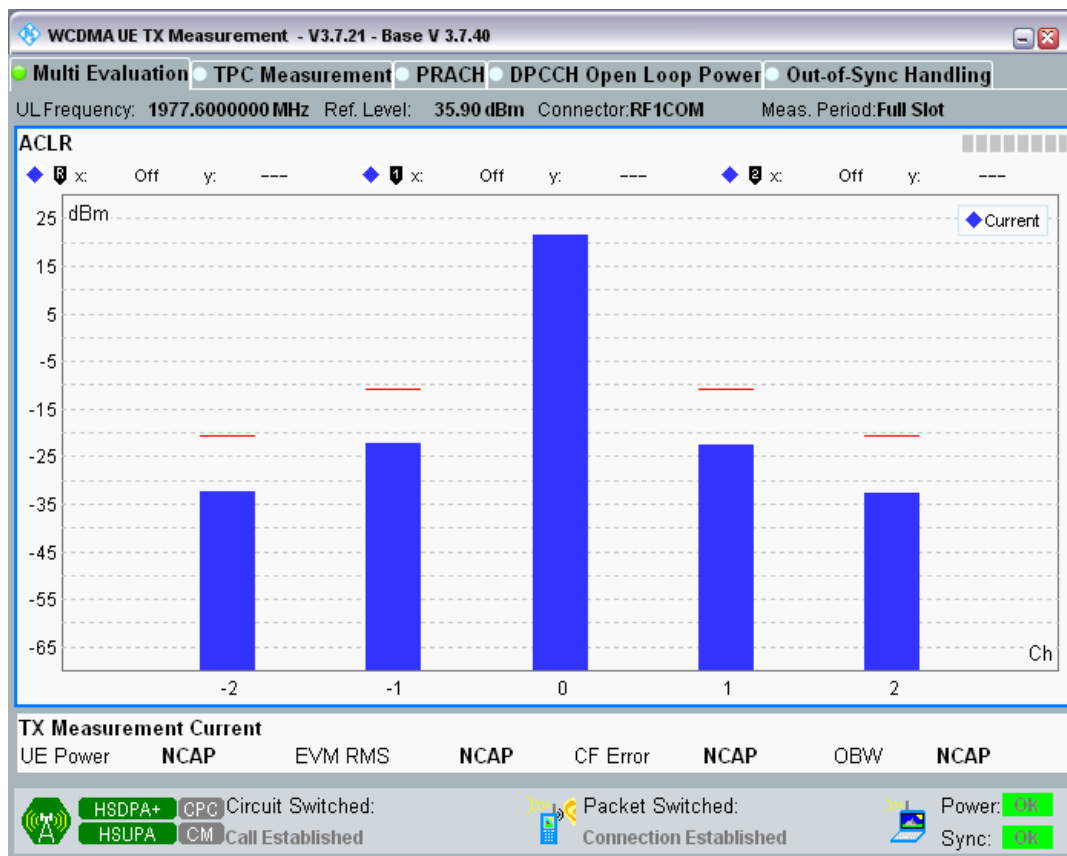 WCDMA UE TX Measurement - V3.7.21 - Base V 3.7.40
Multi Evaluation TPC Measurement PRACH DPCCH Open Loop Power Out-of-Sync Handling
UL Frequency: 1977.6000000 MHz Ref. Level: 35.90 dBm Connector:RF1COM Meas. Period:Full Slot
ACLR
R x: Off y: --- 1 x: Off y: --- 2 x: Off y: ---
dBm
Current
25
15
5
-5
-15
-25
-35
-45
-55
-65
Ch
-2 -1 0 1 2
TX Measurement Current
UE Power NCAP EVM RMS NCAP CF Error NCAP OBW NCAP
HSDPA+ CPC Circuit Switched: Packet Switched: Power: Ok
HSUPA CM Call Established Connection Established Sync: Ok